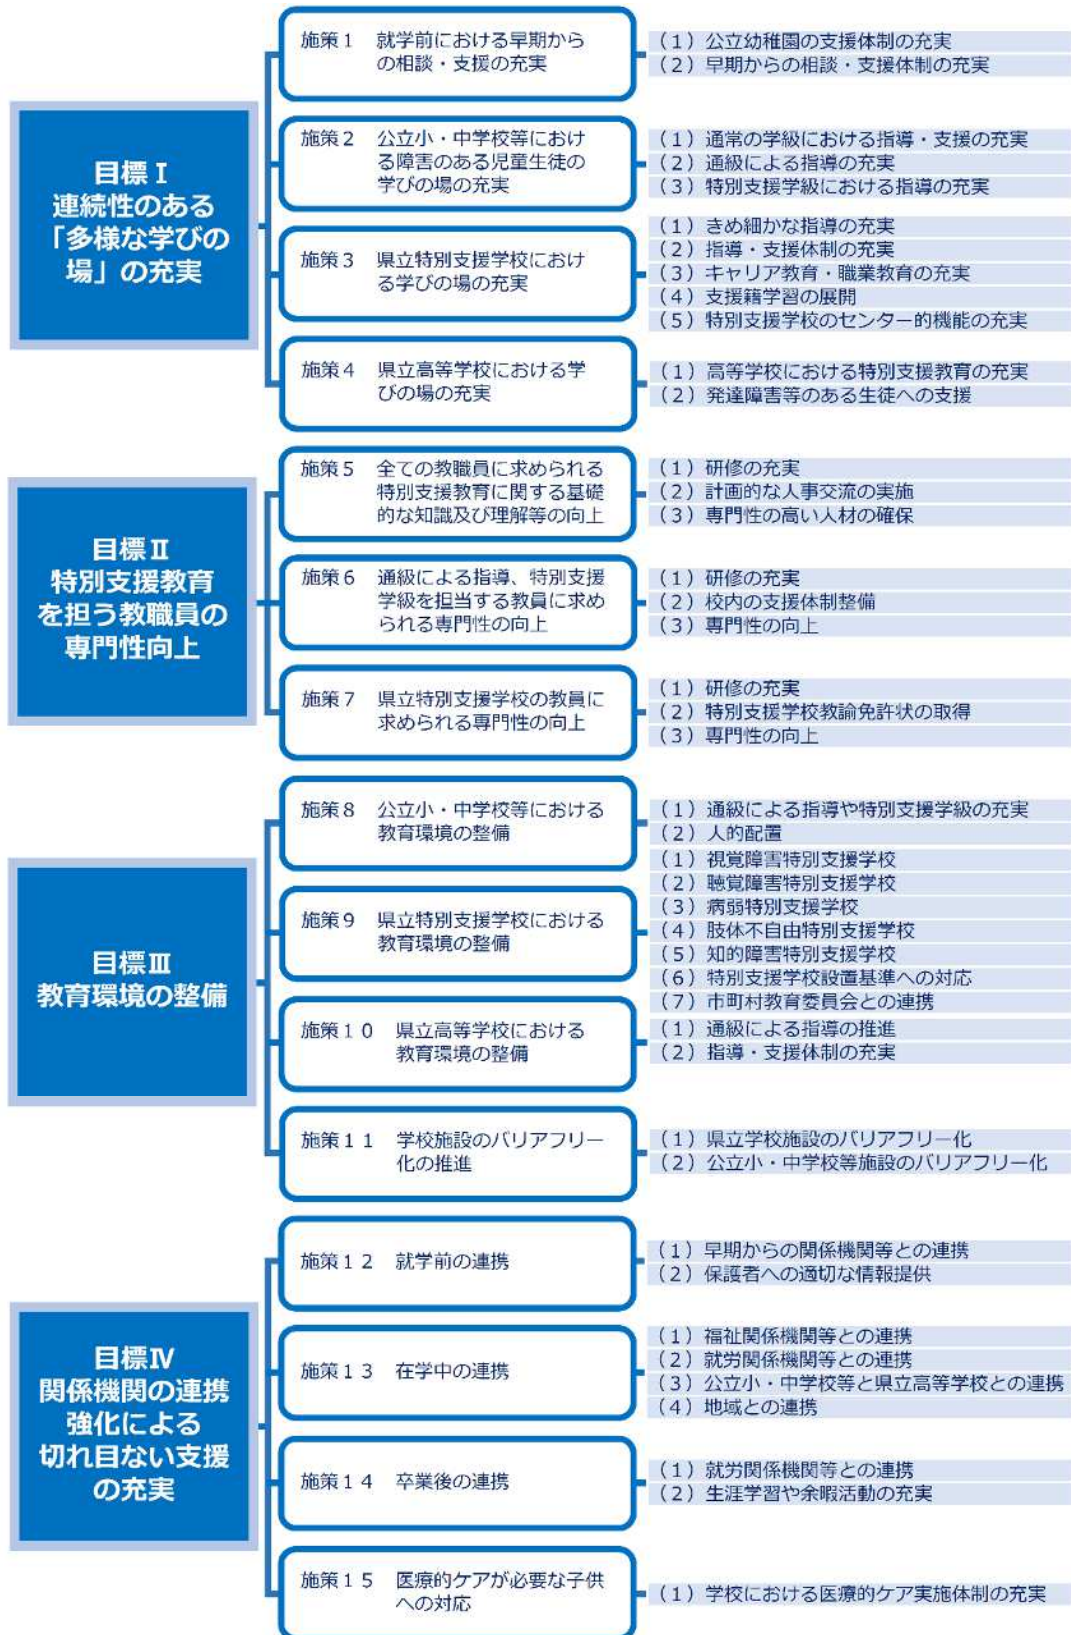 目標Ⅰ
連続性のある
「多様な学びの
場」の充実
施策１　就学前における早期から
の相談・支援の充実
（１）公立幼稚園の支援体制の充実
（２）早期からの相談・支援体制の充実
施策２　公立小・中学校等におけ
る障害のある児童生徒の
学びの場の充実
（１）通常の学級における指導・支援の充実
（２）通級による指導の充実
（３）特別支援学級における指導の充実
施策３　県立特別支援学校におけ
る学びの場の充実
（１）きめ細かな指導の充実
（２）指導・支援体制の充実
（３）キャリア教育・職業教育の充実
（４）支援籍学習の展開
（５）特別支援学校のセンター的機能の充実
施策４　県立高等学校における学
びの場の充実
（１）高等学校における特別支援教育の充実
（２）発達障害等のある生徒への支援
目標Ⅱ
特別支援教育
を担う教職員の
専門性向上
施策５　全ての教職員に求められる
特別支援教育に関する基礎
的な知識及び理解等の向上
（１）研修の充実
（２）計画的な人事交流の実施
（３）専門性の高い人材の確保
施策６　通級による指導、特別支援
学級を担当する教員に求め
られる専門性の向上
（１）研修の充実
（２）校内の支援体制整備
（３）専門性の向上
施策７　県立特別支援学校の教員に
求められる専門性の向上
（１）研修の充実
（２）特別支援学校教諭免許状の取得
（３）専門性の向上
目標Ⅲ
教育環境の整備
施策８　公立小・中学校等における
教育環境の整備
（１）通級による指導や特別支援学級の充実
（２）人的配置
施策９　県立特別支援学校における
教育環境の整備
（１）視覚障害特別支援学校
（２）聴覚障害特別支援学校
（３）病弱特別支援学校
（４）肢体不自由特別支援学校
（５）知的障害特別支援学校
（６）特別支援学校設置基準への対応
（７）市町村教育委員会との連携
施策１０　県立高等学校における
教育環境の整備
（１）通級による指導の推進
（２）指導・支援体制の充実
施策１１　学校施設のバリアフリー
化の推進
（１）県立学校施設のバリアフリー化
（２）公立小・中学校等施設のバリアフリー化
目標Ⅳ
関係機関の連携
強化による
切れ目ない支援
の充実
施策１２　就学前の連携
（１）早期からの関係機関等との連携
（２）保護者への適切な情報提供
施策１３　在学中の連携
（１）福祉関係機関等との連携
（２）就労関係機関等との連携
（３）公立小・中学校等と県立高等学校との連携
（４）地域との連携
施策１４　卒業後の連携
（１）就労関係機関等との連携
（２）生涯学習や余暇活動の充実
施策１５　医療的ケアが必要な子供
への対応
（１）学校における医療的ケア実施体制の充実